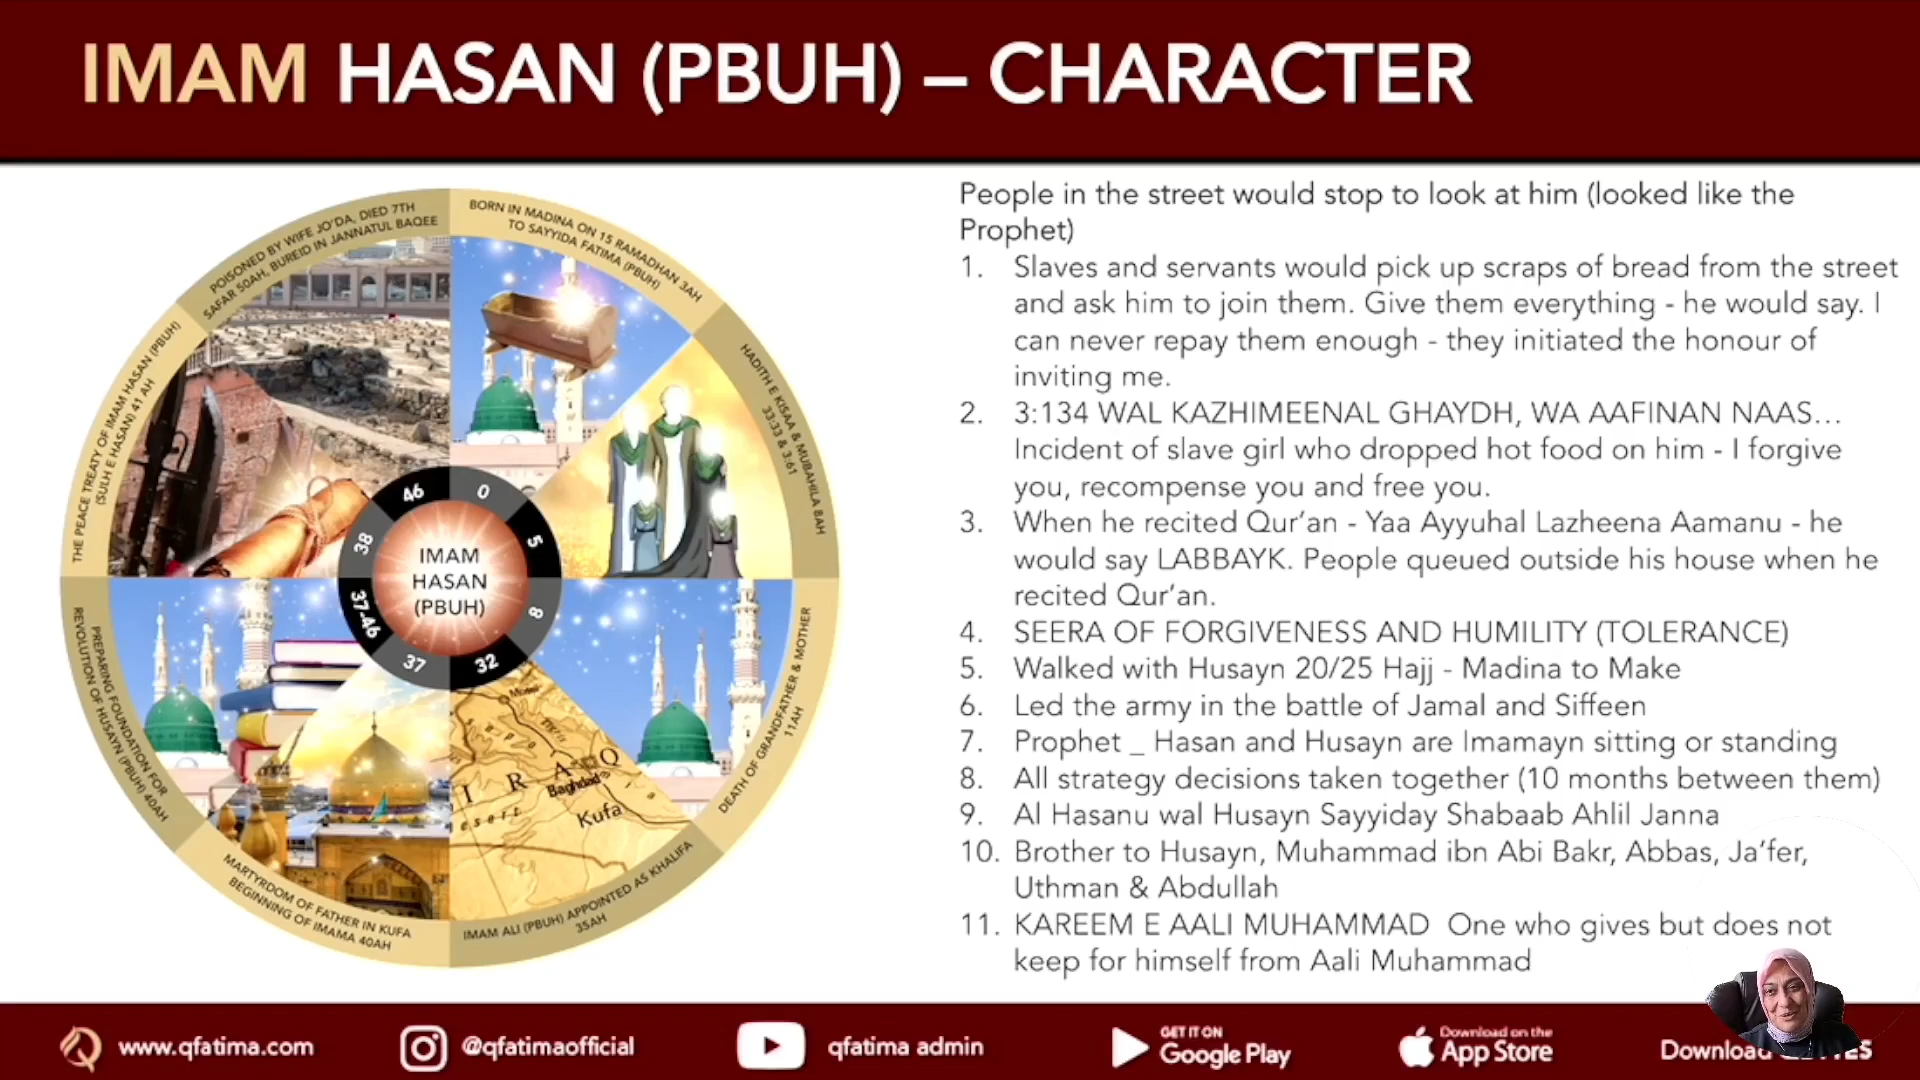 IMAM HASAN (PBUH) – CHARACTER
POISONED BY WIFE JO'DA, DIED 7TH
SAFAR 50AH, BUREID IN JANNATUL BAQEE
BORN IN MADINA ON 15 RAMADHAN 3AH
TO SAYYIDA FATIMA (PBUH)
HADITH E KISAA & MUBAHILA 8AH
33:33 & 3:61
DEATH OF GRANDFATHER & MOTHER
11AH
IMAM ALI (PBUH) APPOINTED AS KHALIFA
35AH
MARTYRDOM OF FATHER IN KUFA
BEGINNING OF IMAMA 40AH
PREPARING FOUNDATION FOR
REVOLUTION OF HUSAYN (PBUH) 40AH
THE PEACE TREATY OF IMAM HASAN (PBUH)
(SULH E HASAN) 41 AH
46
0
5
8
32
37
37-46
38
IMAM
HASAN
(PBUH)
I R A Q
Baghdad
Kufa
People in the street would stop to look at him (looked like the
Prophet)
1. Slaves and servants would pick up scraps of bread from the street
and ask him to join them. Give them everything - he would say. I
can never repay them enough - they initiated the honour of
inviting me.
2. 3:134 WAL KAZHIMEENAL GHAYDH, WA AAFINAN NAAS...
Incident of slave girl who dropped hot food on him - I forgive
you, recompense you and free you.
3. When he recited Qur'an - Yaa Ayyuhal Lazheena Aamanu - he
would say LABBAYK. People queued outside his house when he
recited Qur'an.
4. SEERA OF FORGIVENESS AND HUMILITY (TOLERANCE)
5. Walked with Husayn 20/25 Hajj - Madina to Make
6. Led the army in the battle of Jamal and Siffeen
7. Prophet _ Hasan and Husayn are Imamayn sitting or standing
8. All strategy decisions taken together (10 months between them)
9. Al Hasanu wal Husayn Sayyiday Shabaab Ahlil Janna
10. Brother to Husayn, Muhammad ibn Abi Bakr, Abbas, Ja'fer,
Uthman & Abdullah
11. KAREEM E AALI MUHAMMAD One who gives but does not
keep for himself from Aali Muhammad
www.qfatima.com
@qfatimaofficial
qfatima admin
GET IT ON
Google Play
Download on the
App Store
Download